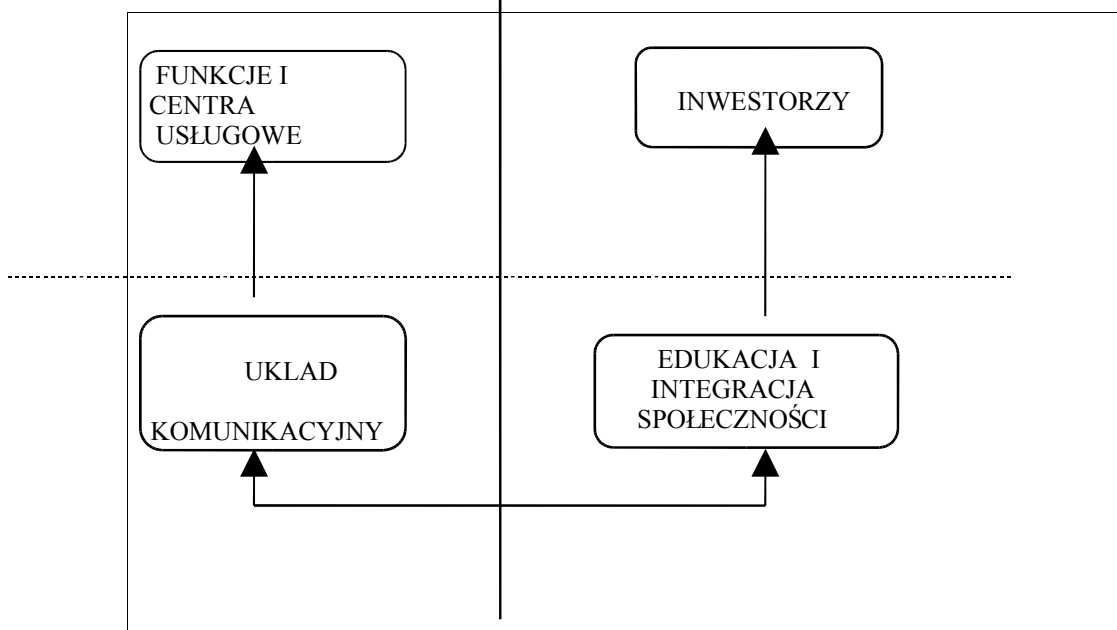 FUNKCJE I
CENTRA
USŁUGOWE
INWESTORZY
UKLAD
KOMUNIKACYJNY
EDUKACJA I
INTEGRACJA
SPOŁECZNOŚCI